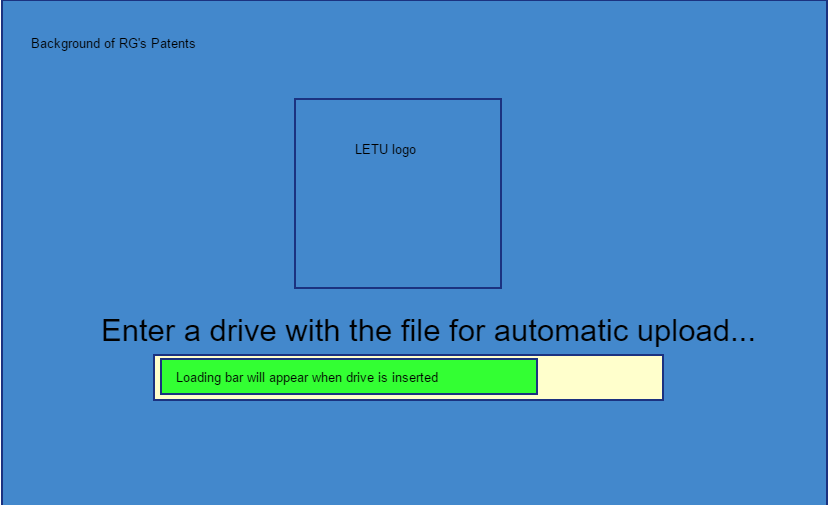 Background of RG's Patents
LETU logo
Enter a drive with the file for automatic upload...
Loading bar will appear when drive is inserted